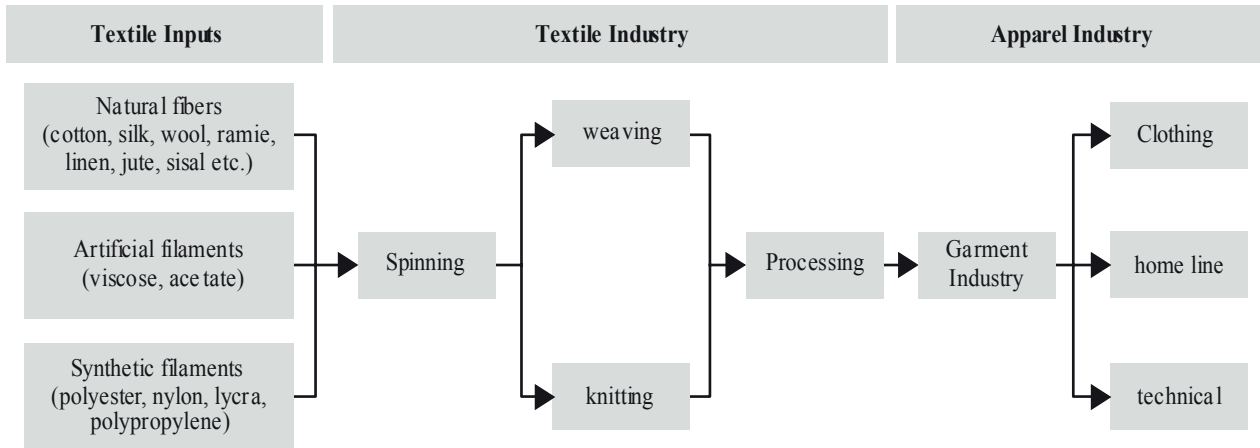 Textile Inputs
Textile Industry
Apparel Industry
Natural fibers
(cotton, silk, wool, ramie,
linen, jute, sisal etc.)
Artificial filaments
(viscose, acetate)
Synthetic filaments
(polyester, nylon, lycra,
polypropylene)
Spinning
weaving
knitting
Processing
Garment
Industry
Clothing
home line
technical